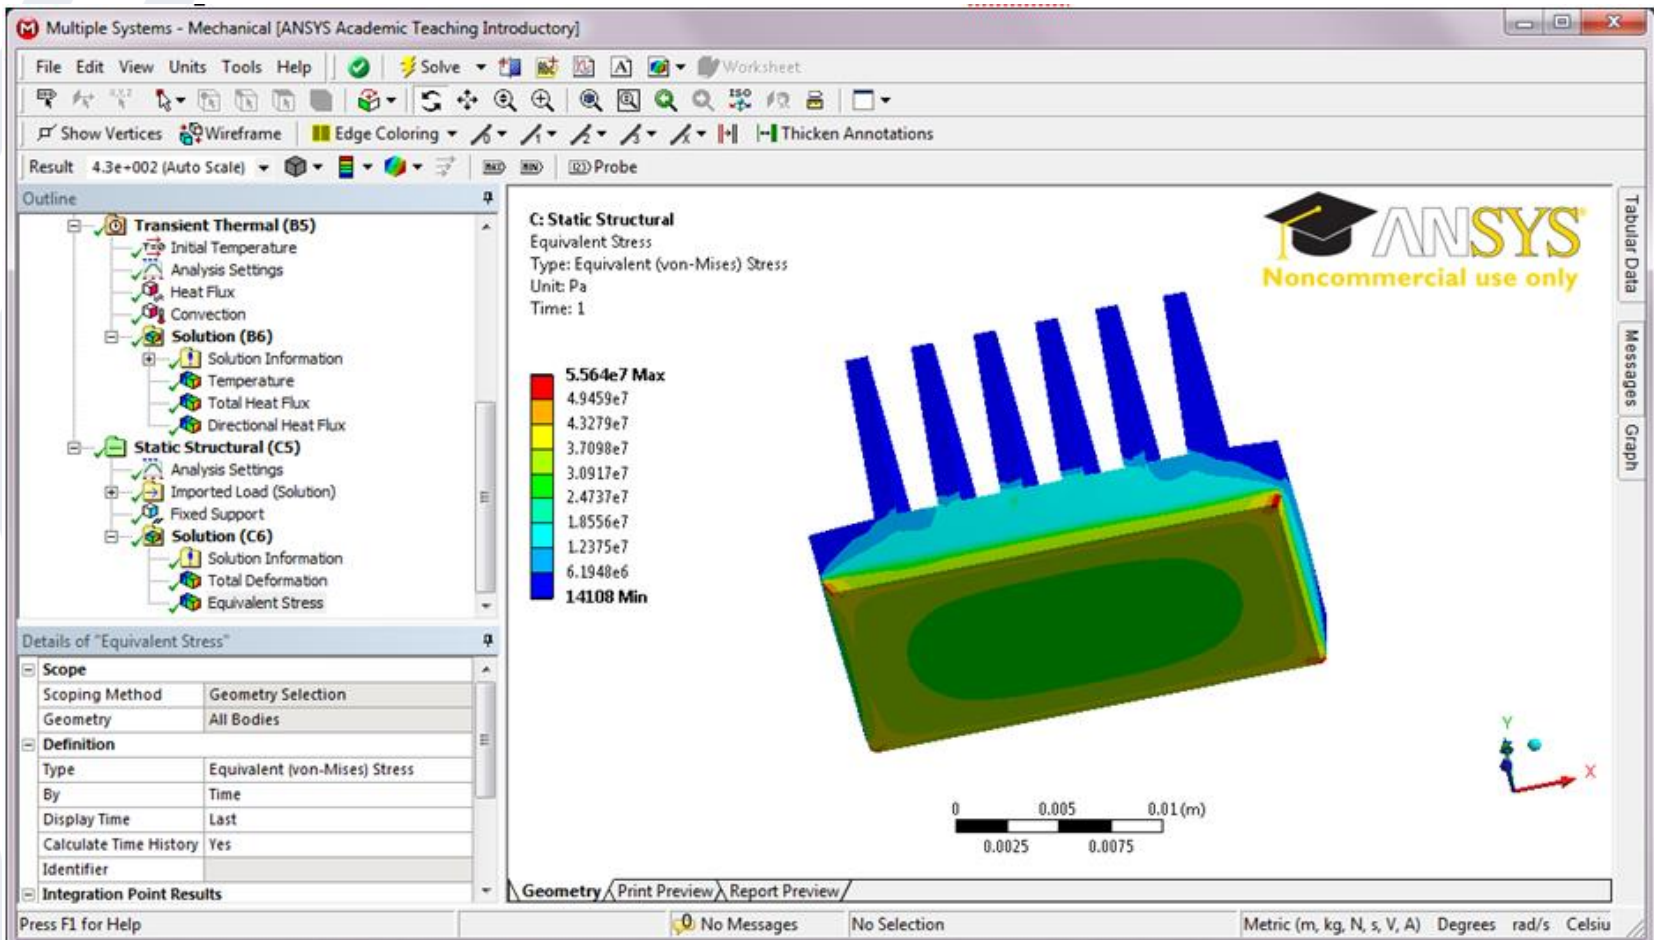 Multiple Systems - Mechanical [ANSYS Academic Teaching Introductory]
File Edit View Units Tools Help Solve Worksheet
ISO
Show Vertices Wireframe Edge Coloring Thicken Annotations
Result 4.3e+002 (Auto Scale) MAX MIN Probe
Outline
Transient Thermal (B5)
Initial Temperature
Analysis Settings
Heat Flux
Convection
Solution (B6)
Solution Information
Temperature
Total Heat Flux
Directional Heat Flux
Static Structural (C5)
Analysis Settings
Imported Load (Solution)
Fixed Support
Solution (C6)
Solution Information
Total Deformation
Equivalent Stress
Details of "Equivalent Stress"
Scope
Scoping Method Geometry Selection
Geometry All Bodies
Definition
Type Equivalent (von-Mises) Stress
By Time
Display Time Last
Calculate Time History Yes
Identifier
Integration Point Results
C: Static Structural
Equivalent Stress
Type: Equivalent (von-Mises) Stress
Unit: Pa
Time: 1
5.564e7 Max
4.9459e7
4.3279e7
3.7098e7
3.0917e7
2.4737e7
1.8556e7
1.2375e7
6.1948e6
14108 Min
ANSYS
Noncommercial use only
Y
X
0 0.005 0.01 (m)
0.0025 0.0075
Geometry Print Preview Report Preview
Tabular Data
Messages
Graph
Press F1 for Help 0 No Messages No Selection Metric (m, kg, N, s, V, A) Degrees rad/s Celsiu